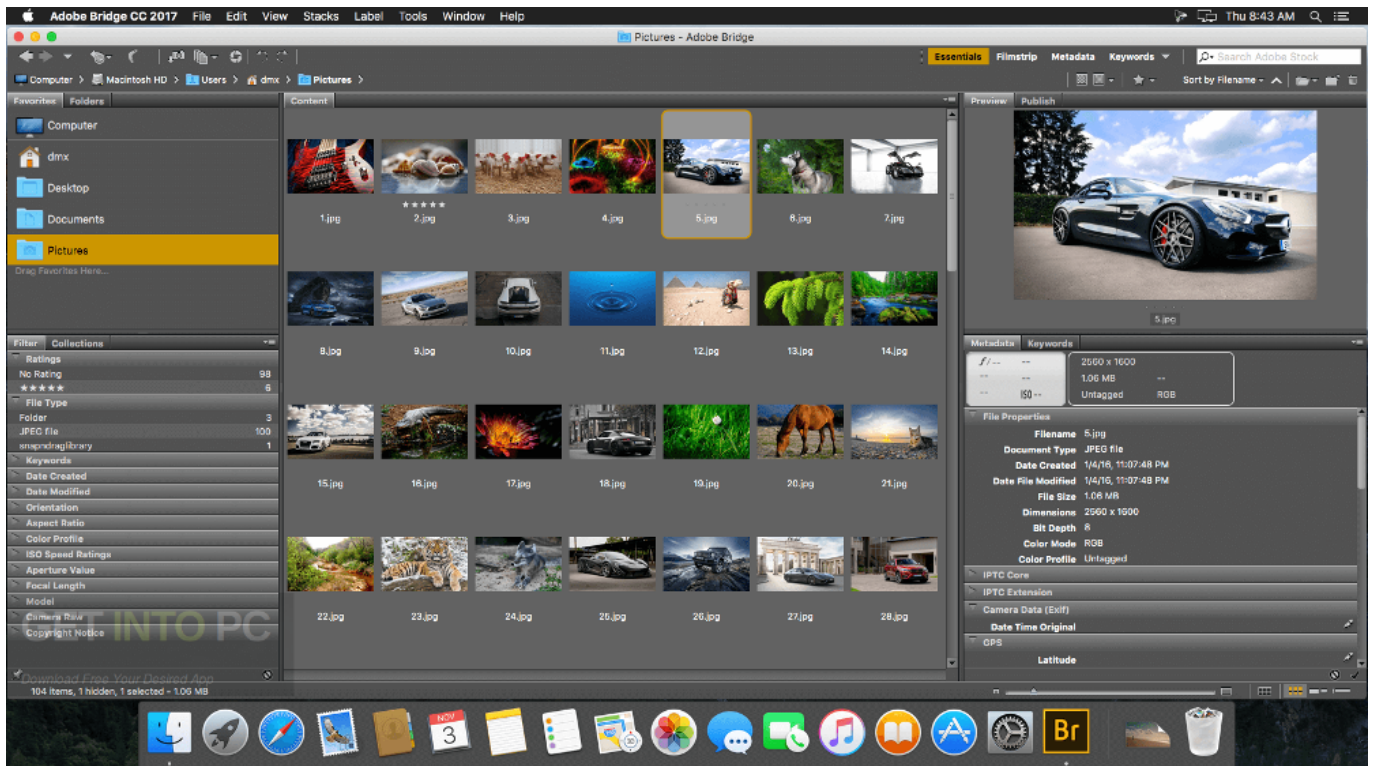 Adobe Bridge CC 2017 File Edit View Stacks Label Tools Window Help Thu 8:43 AM
Pictures - Adobe Bridge
Essentials Filmstrip Metadata Keywords Search Adobe Stock
Computer > Macintosh HD > Users > dmx > Pictures >
Sort by Filename
Favorites Folders
Computer
dmx
Desktop
Documents
Pictures
Drag Favorites Here...
Filter Collections
Ratings
No Rating 98
★★★★★ 6
File Type
Folder 3
JPEG file 100
snapndraglibrary 1
Keywords
Date Created
Date Modified
Orientation
Aspect Ratio
Color Profile
ISO Speed Ratings
Aperture Value
Focal Length
Model
Camera Raw
Copyright Notice
GET INTO PC
Download Free Your Desired App
104 items, 1 hidden, 1 selected - 1.06 MB
Content
1.jpg 2.jpg 3.jpg 4.jpg 5.jpg 6.jpg 7.jpg
8.jpg 9.jpg 10.jpg 11.jpg 12.jpg 13.jpg 14.jpg
15.jpg 16.jpg 17.jpg 18.jpg 19.jpg 20.jpg 21.jpg
22.jpg 23.jpg 24.jpg 25.jpg 26.jpg 27.jpg 28.jpg
Preview Publish
5.jpg
Metadata Keywords
f/-- --
-- --
-- ISO --
2560 x 1600
1.06 MB --
Untagged RGB
File Properties
Filename 5.jpg
Document Type JPEG file
Date Created 1/4/16, 11:07:48 PM
Date File Modified 1/4/16, 11:07:48 PM
File Size 1.06 MB
Dimensions 2560 x 1600
Bit Depth 8
Color Mode RGB
Color Profile Untagged
IPTC Core
IPTC Extension
Camera Data (Exif)
Date Time Original
GPS
Latitude
NOV
3
Br